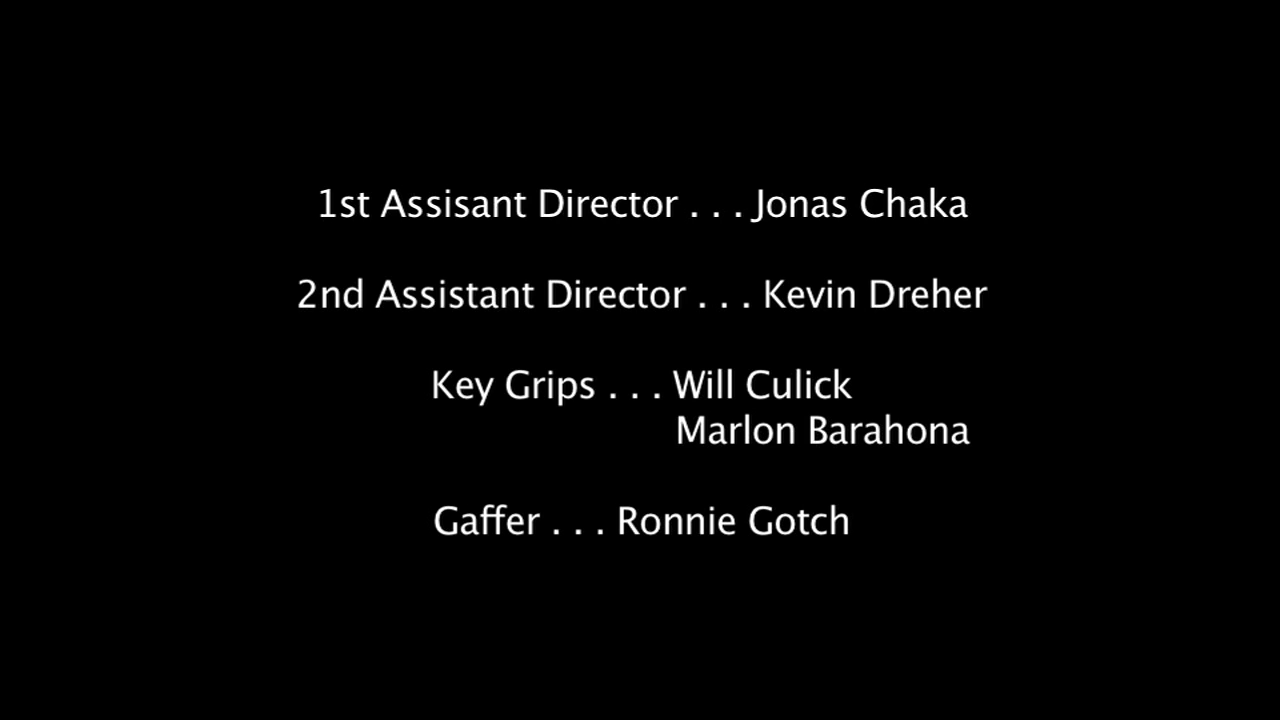 1st Assisant Director . . . Jonas Chaka
2nd Assistant Director . . . Kevin Dreher
Key Grips . . . Will Culick
Marlon Barahona
Gaffer . . . Ronnie Gotch